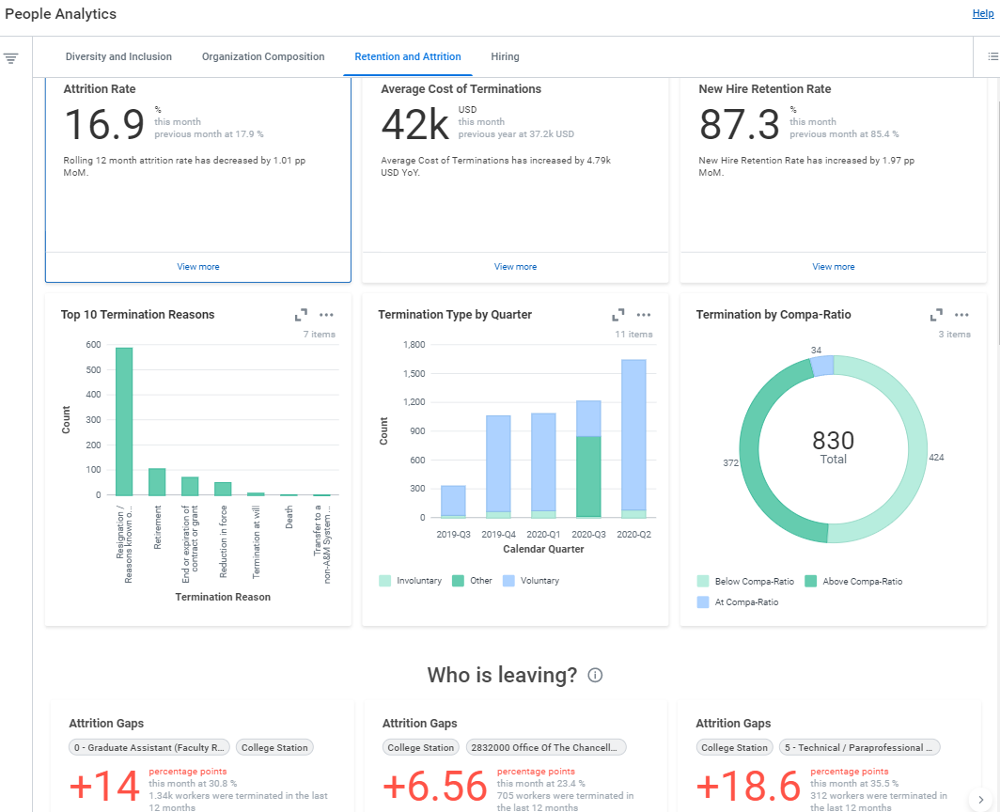 People Analytics
Help
Diversity and Inclusion
Organization Composition
Retention and Attrition
Hiring
Attrition Rate
16.9
%
this month
previous month at 17.9 %
Rolling 12 month attrition rate has decreased by 1.01 pp
MoM.
View more
Average Cost of Terminations
42k
USD
this month
previous year at 37.2k USD
Average Cost of Terminations has increased by 4.79k
USD YoY.
View more
New Hire Retention Rate
87.3
%
this month
previous month at 85.4 %
New Hire Retention Rate has increased by 1.97 pp
MoM.
View more
Top 10 Termination Reasons
7 items
600
500
400
300
200
100
0
Count
Resignation /
Reasons known o...
Retirement
End or expiration of
contract or grant
Reduction in force
Termination at will
Death
Transfer to a
non-A&M System ...
Termination Reason
Termination Type by Quarter
11 items
1,800
1,500
1,200
900
600
300
0
Count
2019-Q3
2019-Q4
2020-Q1
2020-Q3
2020-Q2
Calendar Quarter
Involuntary
Other
Voluntary
Termination by Compa-Ratio
3 items
34
372
424
830
Total
Below Compa-Ratio
Above Compa-Ratio
At Compa-Ratio
Who is leaving?
Attrition Gaps
0 - Graduate Assistant (Faculty R...
College Station
+14
percentage points
this month at 30.8 %
1.34k workers were terminated in the last
12 months
Attrition Gaps
College Station
2832000 Office Of The Chancell...
+6.56
percentage points
this month at 23.4 %
705 workers were terminated in
the last 12 months
Attrition Gaps
College Station
5 - Technical / Paraprofessional ...
+18.6
percentage points
this month at 35.5 %
312 workers were terminated in
the last 12 months